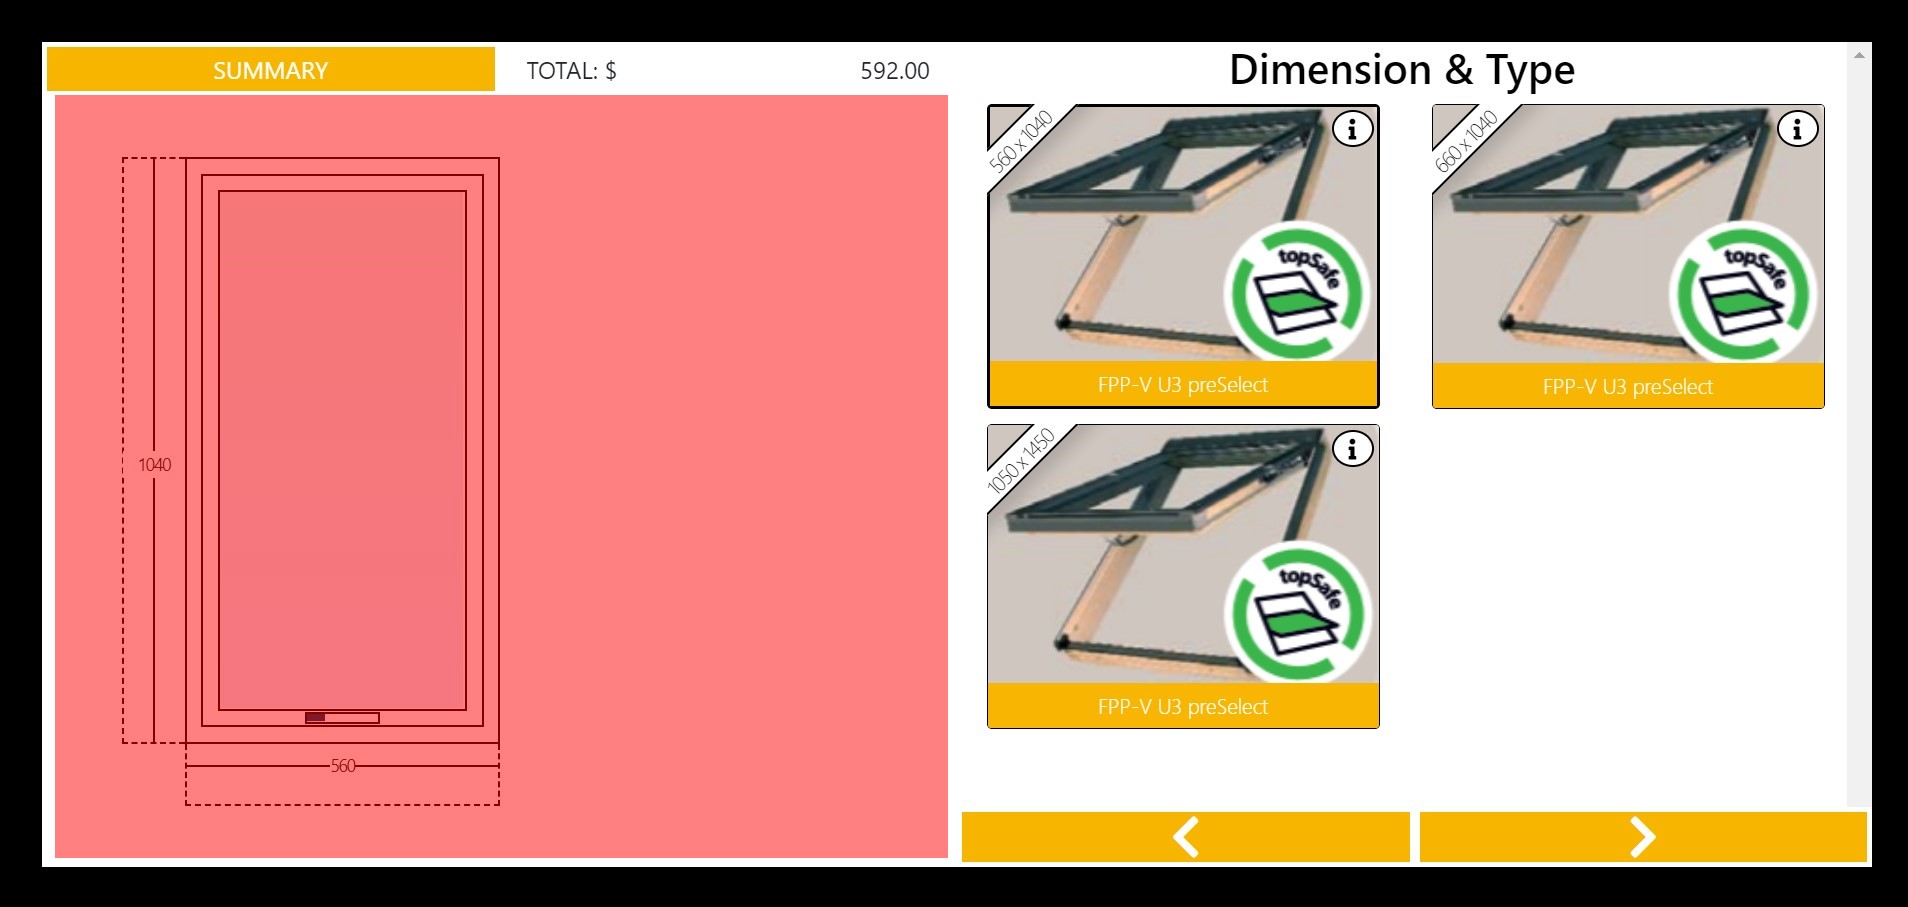 SUMMARY
TOTAL: $ 592.00
1040
560
Dimension & Type
560 x 1040
i
topSafe
FPP-V U3 preSelect
660 x 1040
i
topSafe
FPP-V U3 preSelect
1050 x 1450
i
topSafe
FPP-V U3 preSelect